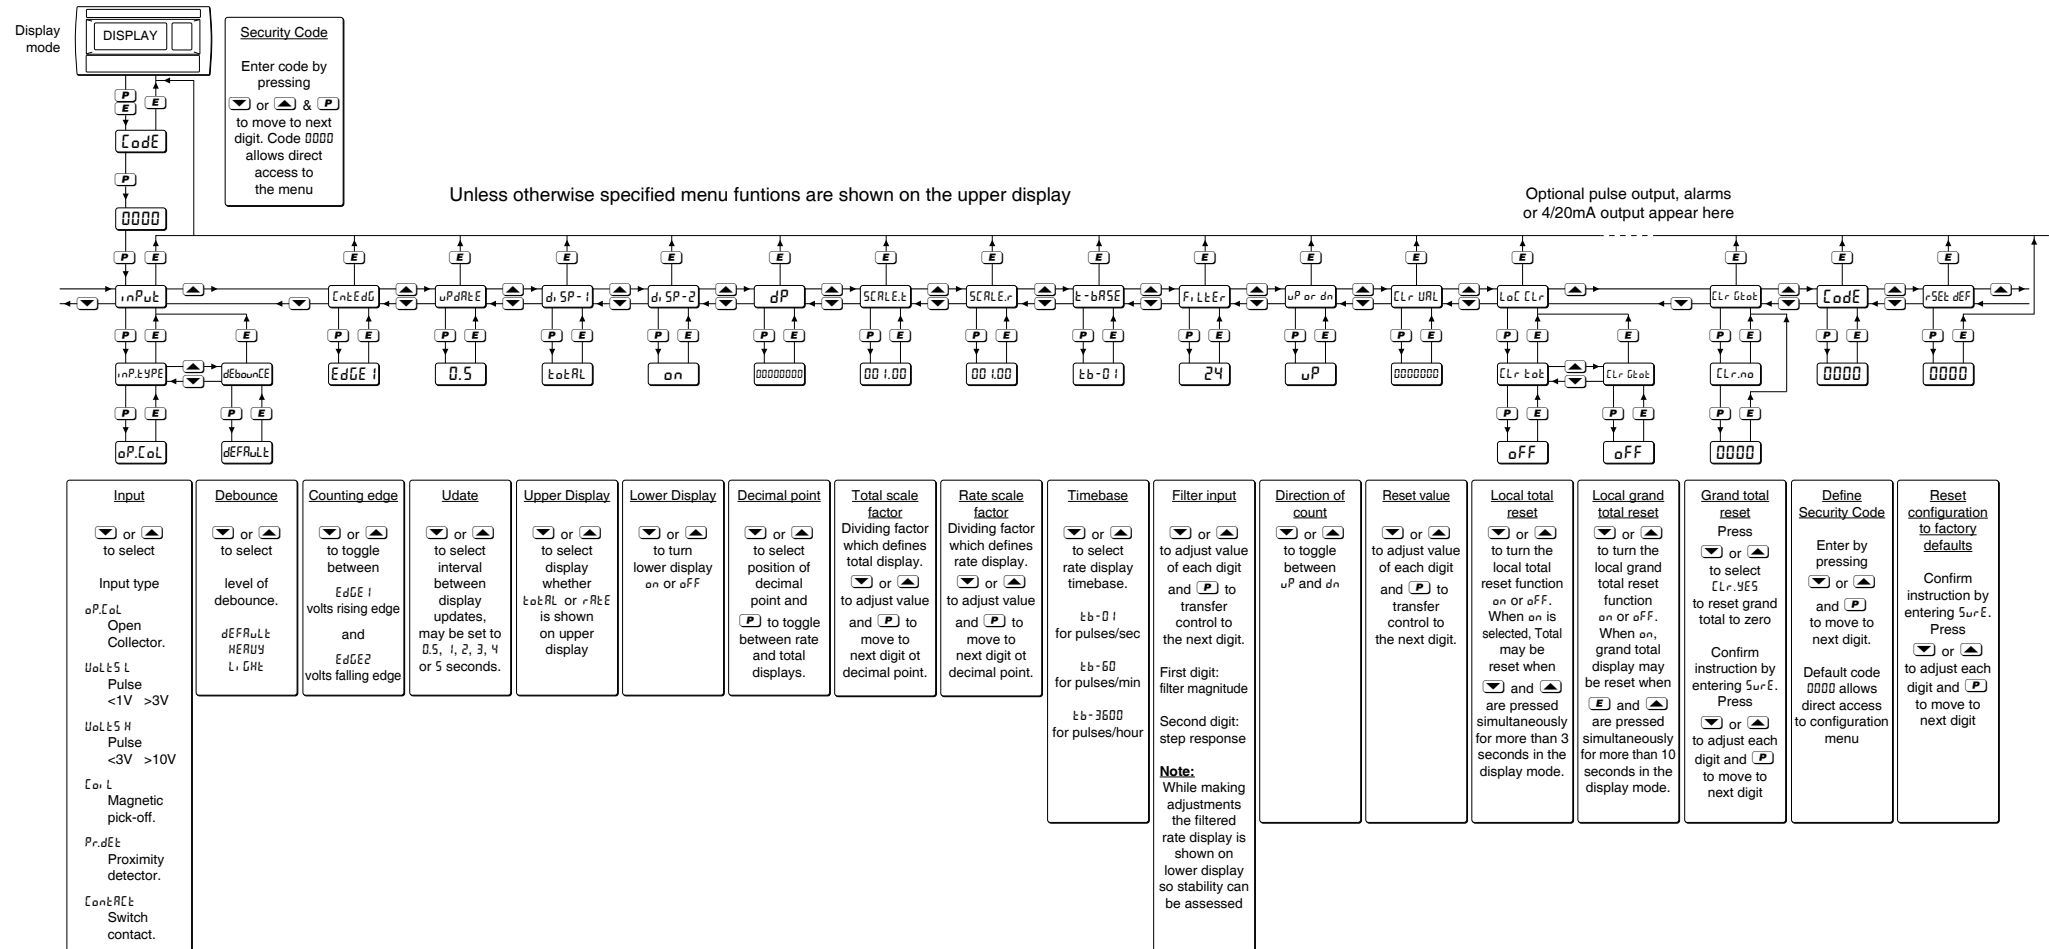 Display
mode
DISPLAY
P
E
E
CodE
P
0000
Security Code
Enter code by
pressing
or & P
to move to next
digit. Code 0000
allows direct
access to
the menu
Unless otherwise specified menu funtions are shown on the upper display
Optional pulse output, alarms
or 4/20mA output appear here
P E E E E E E E E E E E E E E E E
inPut CntEdG uPdAtE diSP-1 diSP-2 dP SCALE.t SCALE.r t-bASE FiLtEr uP or dn CLr VAL LoC CLr CLr Gtot CodE rSEt dEF
P E E P E P E P E P E P E P E P E P E P E P E P E P E E P E P E P E
inP.tYPE dEbounCE EdGE 1 0.5 totAL on 00000000 001.00 001.00 tb-01 24 uP 0000000 CLr tot CLr Gtot CLr.no 0000 0000
P E P E P E P E P E
oP.CoL dEFAuLt oFF oFF 0000
Input
or
to select
Input type
oP.CoL
Open
Collector.
VoLtS L
Pulse
<1V >3V
VoLtS H
Pulse
<3V >10V
CoiL
Magnetic
pick-off.
Pr.dEt
Proximity
detector.
ContACt
Switch
contact.
Debounce
or
to select
level of
debounce.
dEFAuLt
HEAVY
LiGHt
Counting edge
or
to toggle
between
EdGE 1
volts rising edge
and
EdGE2
volts falling edge
Udate
or
to select
interval
between
display
updates,
may be set to
0.5, 1, 2, 3, 4
or 5 seconds.
Upper Display
or
to select
display
whether
totAL or rAtE
is shown
on upper
display
Lower Display
or
to turn
lower display
on or oFF
Decimal point
or
to select
position of
decimal
point and
P to toggle
between rate
and total
displays.
Total scale
factor
Dividing factor
which defines
total display.
or
to adjust value
and P to
move to
next digit ot
decimal point.
Rate scale
factor
Dividing factor
which defines
rate display.
or
to adjust value
and P to
move to
next digit ot
decimal point.
Timebase
or
to select
rate display
timebase.
tb-01
for pulses/sec
tb-60
for pulses/min
tb-3600
for pulses/hour
Filter input
or
to adjust value
of each digit
and P to
transfer
control to
the next digit.
First digit:
filter magnitude
Second digit:
step response
Note:
While making
adjustments
the filtered
rate display is
shown on
lower display
so stability can
be assessed
Direction of
count
or
to toggle
between
uP and dn
Reset value
or
to adjust value
of each digit
and P to
transfer
control to
the next digit.
Local total
reset
or
to turn the
local total
reset function
on or oFF.
When on is
selected, Total
may be
reset when
and
are pressed
simultaneously
for more than 3
seconds in the
display mode.
Local grand
total reset
or
to turn the
local grand
total reset
function
on or oFF.
When on,
grand total
display may
be reset when
E and
are pressed
simultaneously
for more than 10
seconds in the
display mode.
Grand total
reset
Press
or
to select
CLr.YES
to reset grand
total to zero
Confirm
instruction by
entering SurE.
Press
or
to adjust each
digit and P
to move to
next digit
Define
Security Code
Enter by
pressing
or
and P
to move to
next digit.
Default code
0000 allows
direct access
to configuration
menu
Reset
configuration
to factory
defaults
Confirm
instruction by
entering SurE.
Press
or
to adjust each
digit and P
to move to
next digit